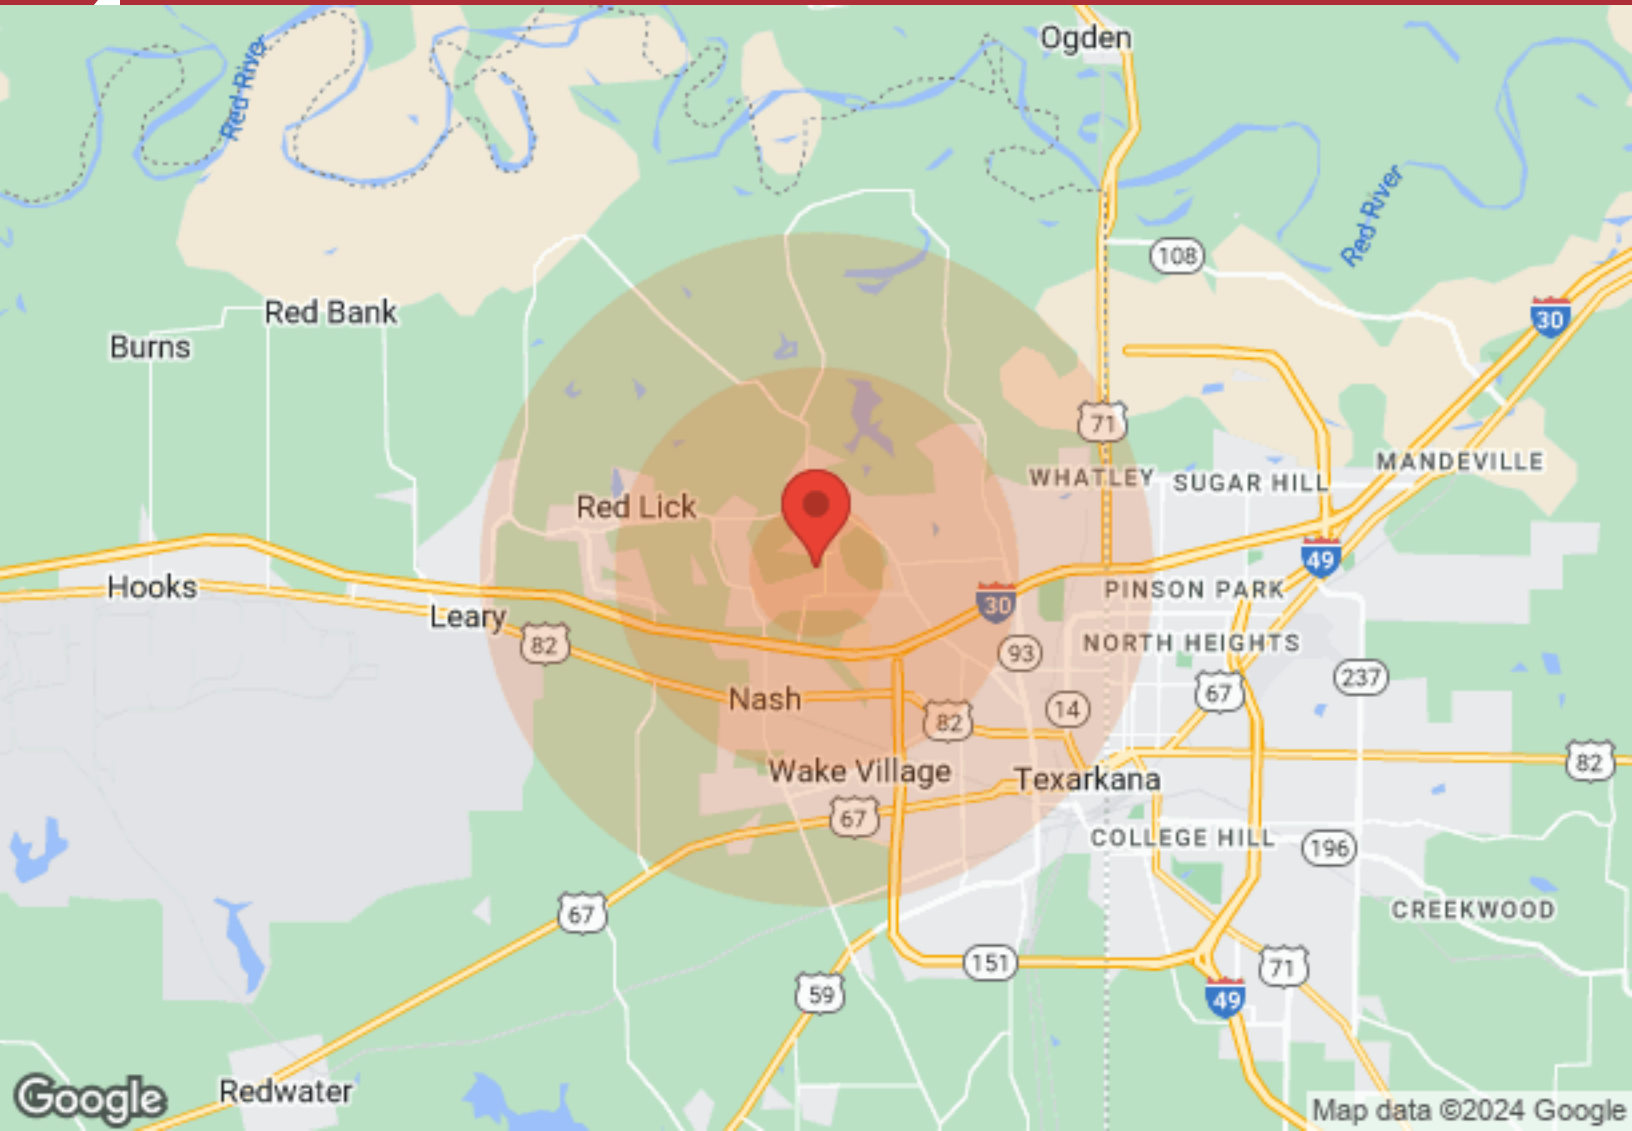 Ogden
Red River
Red River
108
30
Red Bank
Burns
71
WHATLEY
SUGAR HILL
MANDEVILLE
Red Lick
49
Hooks
30
PINSON PARK
Leary
82
93
NORTH HEIGHTS
237
67
Nash
82
14
Wake Village
Texarkana
82
67
COLLEGE HILL
196
67
CREEKWOOD
151
71
59
49
Redwater
Google
Map data ©2024 Google